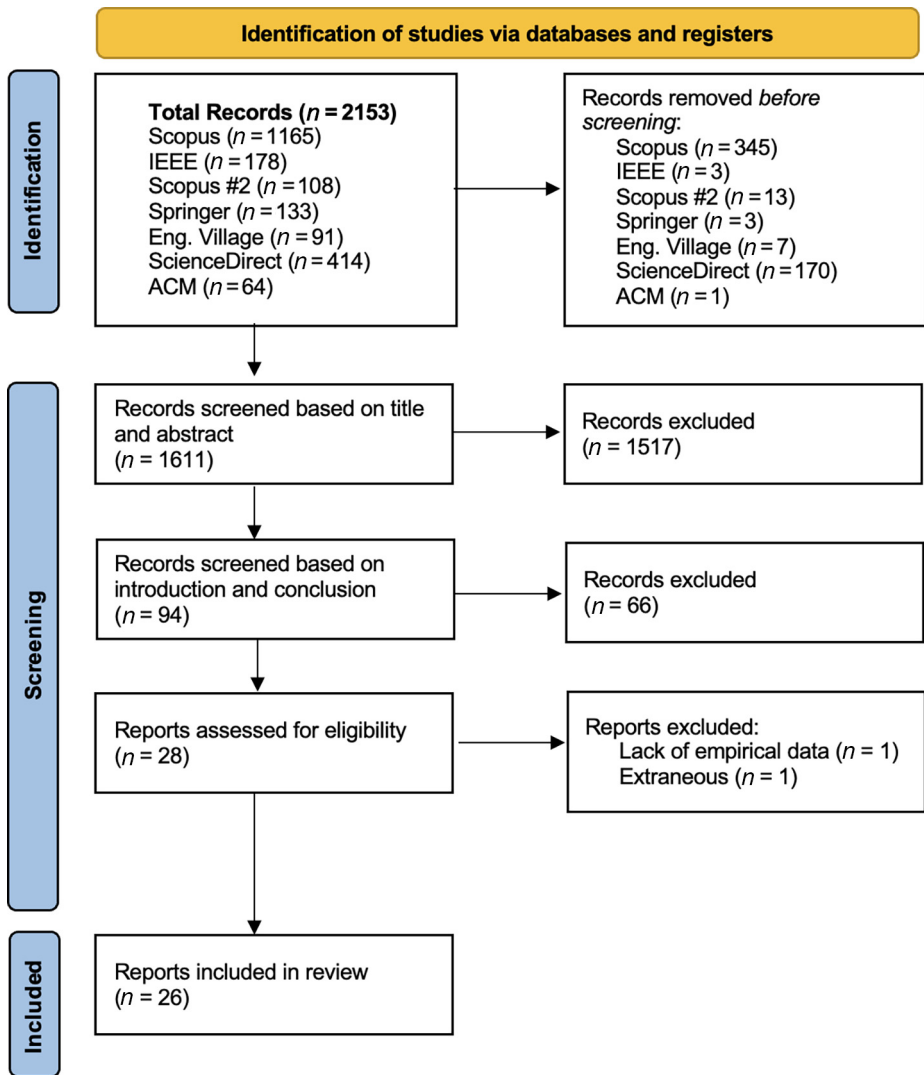 Identification of studies via databases and registers
Identification
Total Records (n = 2153)
Scopus (n = 1165)
IEEE (n = 178)
Scopus #2 (n = 108)
Springer (n = 133)
Eng. Village (n = 91)
ScienceDirect (n = 414)
ACM (n = 64)
Records removed before
screening:
Scopus (n = 345)
IEEE (n = 3)
Scopus #2 (n = 13)
Springer (n = 3)
Eng. Village (n = 7)
ScienceDirect (n = 170)
ACM (n = 1)
Screening
Records screened based on title
and abstract
(n = 1611)
Records excluded
(n = 1517)
Records screened based on
introduction and conclusion
(n = 94)
Records excluded
(n = 66)
Reports assessed for eligibility
(n = 28)
Reports excluded:
Lack of empirical data (n = 1)
Extraneous (n = 1)
Included
Reports included in review
(n = 26)